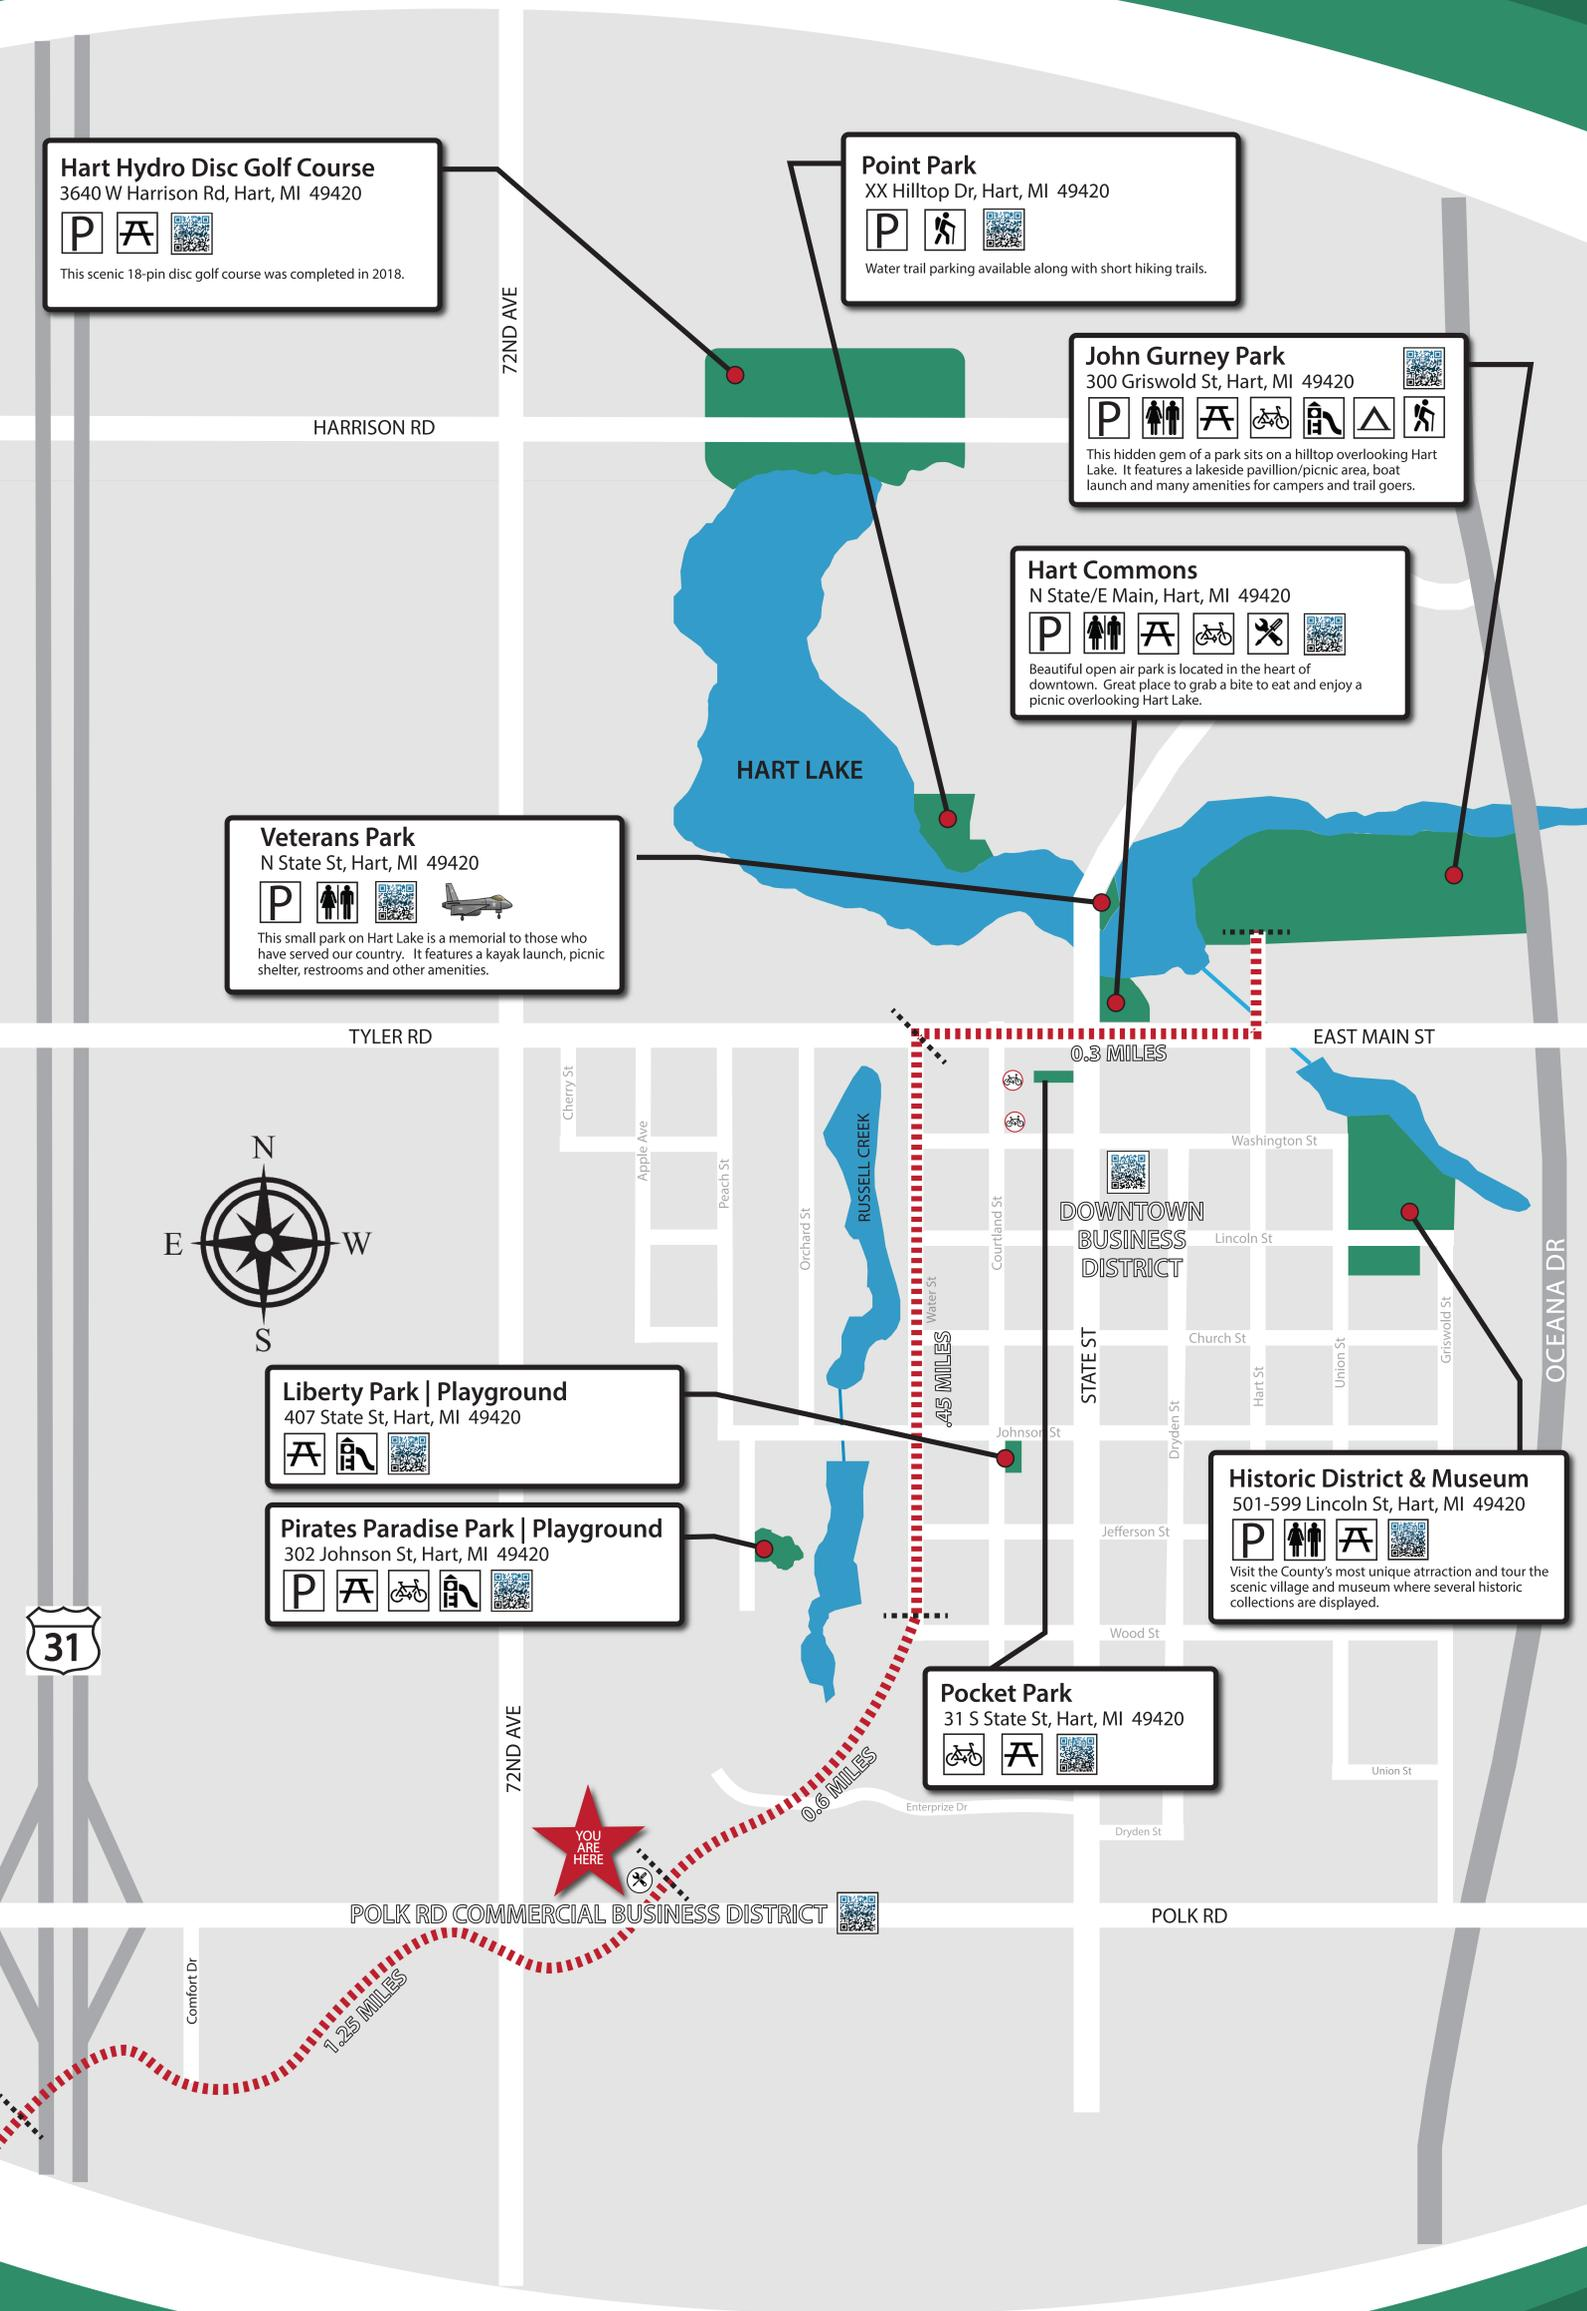 Hart Hydro Disc Golf Course
3640 W Harrison Rd, Hart, MI 49420
P
This scenic 18-pin disc golf course was completed in 2018.
Point Park
XX Hilltop Dr, Hart, MI 49420
P
Water trail parking available along with short hiking trails.
72ND AVE
John Gurney Park
300 Griswold St, Hart, MI 49420
P
This hidden gem of a park sits on a hilltop overlooking Hart
Lake. It features a lakeside pavillion/picnic area, boat
launch and many amenities for campers and trail goers.
HARRISON RD
Hart Commons
N State/E Main, Hart, MI 49420
P
Beautiful open air park is located in the heart of
downtown. Great place to grab a bite to eat and enjoy a
picnic overlooking Hart Lake.
HART LAKE
Veterans Park
N State St, Hart, MI 49420
P
This small park on Hart Lake is a memorial to those who
have served our country. It features a kayak launch, picnic
shelter, restrooms and other amenities.
TYLER RD
EAST MAIN ST
0.3 MILES
Cherry St
Apple Ave
Peach St
Orchard St
RUSSELL CREEK
Water St
Courtland St
Washington St
DOWNTOWN
BUSINESS
DISTRICT
Lincoln St
N
E
W
S
.45 MILES
STATE ST
Church St
Dryden St
Hart St
Union St
Griswold St
OCEANA DR
Liberty Park | Playground
407 State St, Hart, MI 49420
Johnson St
Historic District & Museum
501-599 Lincoln St, Hart, MI 49420
P
Visit the County's most unique atrraction and tour the
scenic village and museum where several historic
collections are displayed.
Pirates Paradise Park | Playground
302 Johnson St, Hart, MI 49420
P
Jefferson St
31
Wood St
Pocket Park
31 S State St, Hart, MI 49420
72ND AVE
0.6 MILES
Union St
Enterprize Dr
Dryden St
YOU
ARE
HERE
POLK RD COMMERCIAL BUSINESS DISTRICT
POLK RD
Comfort Dr
1.25 MILES